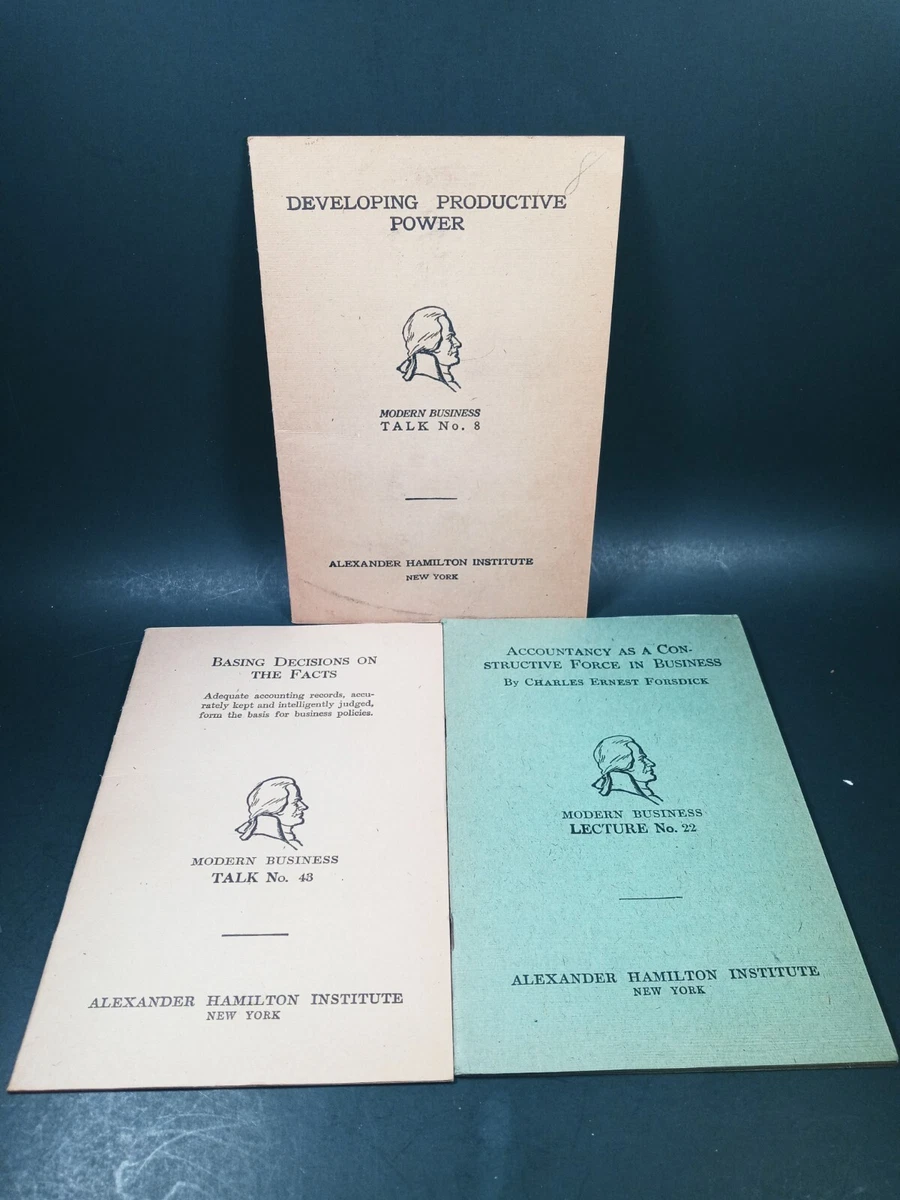 8
DEVELOPING PRODUCTIVE
POWER
MODERN BUSINESS
TALK No. 8
ALEXANDER HAMILTON INSTITUTE
NEW YORK
BASING DECISIONS ON
THE FACTS
Adequate accounting records, accu-
rately kept and intelligently judged,
form the basis for business policies.
MODERN BUSINESS
TALK No. 43
ALEXANDER HAMILTON INSTITUTE
NEW YORK
ACCOUNTANCY AS A CON-
STRUCTIVE FORCE IN BUSINESS
BY CHARLES ERNEST FORSDICK
MODERN BUSINESS
LECTURE No. 22
ALEXANDER HAMILTON INSTITUTE
NEW YORK